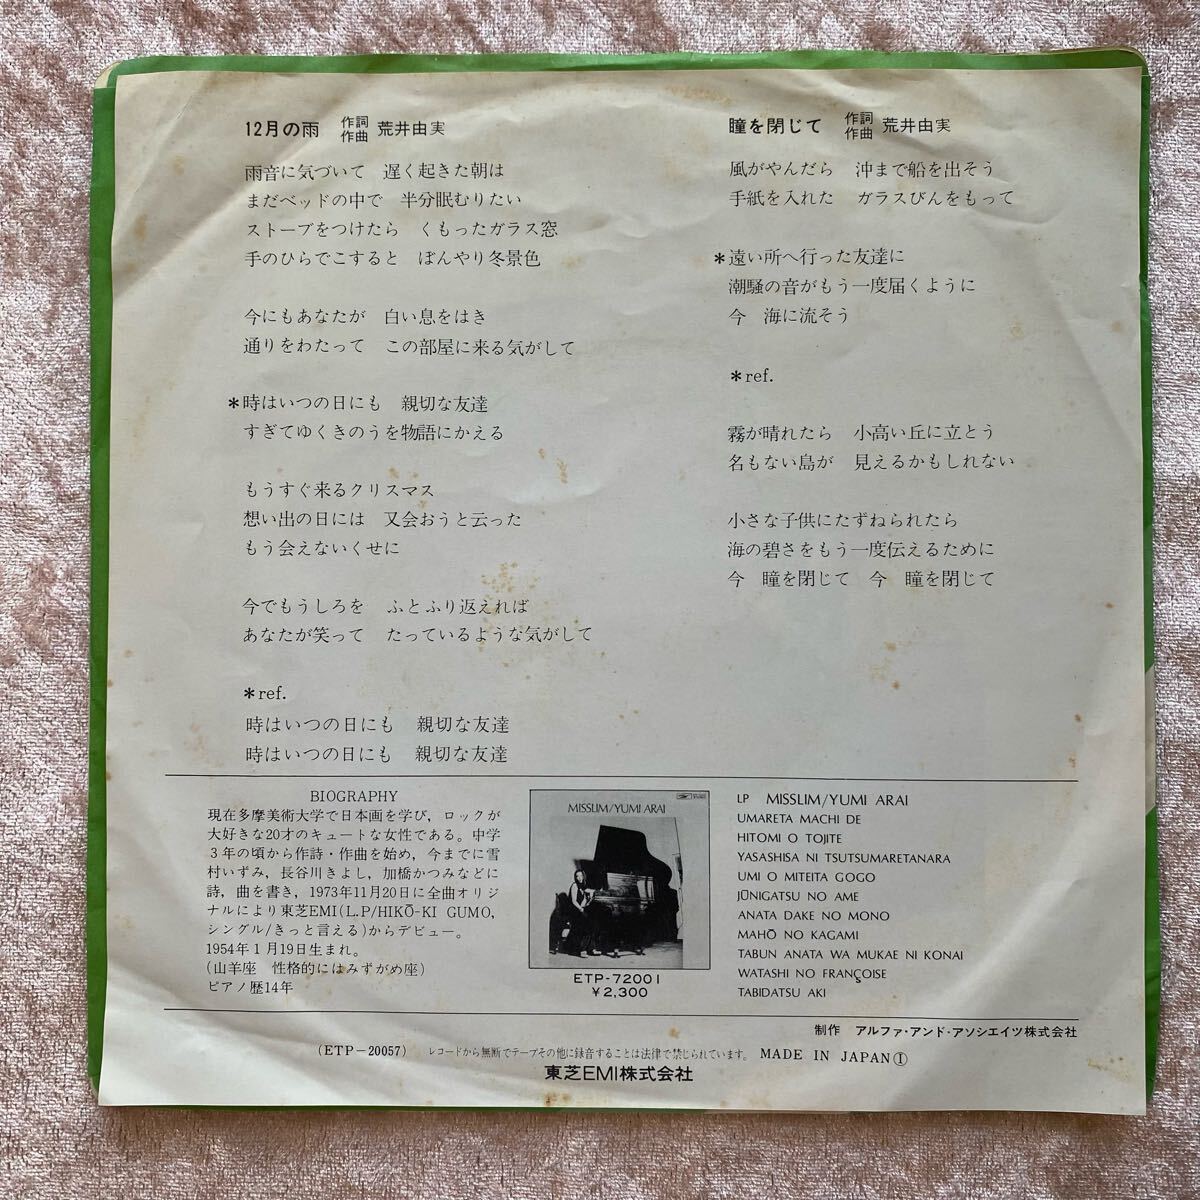 12月の雨 作詞 作曲 荒井由実
雨音に気づいて 遅く起きた朝は
まだベッドの中で 半分眠むりたい
ストーブをつけたら くもったガラス窓
手のひらでこすると ぼんやり冬景色
今にもあなたが 白い息をはき
通りをわたって この部屋に来る気がして
*時はいつの日にも 親切な友達
すぎてゆくきのうを物語にかえる
もうすぐ来るクリスマス
想い出の日には 又会おうと云った
もう会えないくせに
今でもうしろを ふとふり返えれば
あなたが笑って たっているような気がして
*ref.
時はいつの日にも 親切な友達
時はいつの日にも 親切な友達
瞳を閉じて 作詞 作曲 荒井由実
風がやんだら 沖まで船を出そう
手紙を入れた ガラスびんをもって
*遠い所へ行った友達に
潮騒の音がもう一度届くように
今 海に流そう
*ref.
霧が晴れたら 小高い丘に立とう
名もない島が 見えるかもしれない
小さな子供にたずねられたら
海の碧さをもう一度伝えるために
今 瞳を閉じて 今 瞳を閉じて
BIOGRAPHY
現在多摩美術大学で日本画を学び，ロックが
大好きな20才のキュートな女性である。中学
3年の頃から作詩・作曲を始め，今までに雪
村いずみ，長谷川きよし，加橋かつみなどに
詩，曲を書き，1973年11月20日に全曲オリジ
ナルにより東芝EMI(L.P/HIKŌ-KI GUMO,
シングル/きっと言える)からデビュー。
1954年1月19日生まれ。
(山羊座 性格的にはみずがめ座)
ピアノ歴14年
MISSLIM/YUMI ARAI
ETP-72001
¥2,300
LP MISSLIM/YUMI ARAI
UMARETA MACHI DE
HITOMI O TOJITE
YASASHISA NI TSUTSUMARETANARA
UMI O MITEITA GOGO
JŪNIGATSU NO AME
ANATA DAKE NO MONO
MAHŌ NO KAGAMI
TABUN ANATA WA MUKAE NI KONAI
WATASHI NO FRANÇOISE
TABIDATSU AKI
制作 アルファ・アンド・アソシエイツ株式会社
(ETP-20057) レコードから無断でテープその他に録音することは法律で禁じられています。 MADE IN JAPAN Ⓘ
東芝EMI株式会社